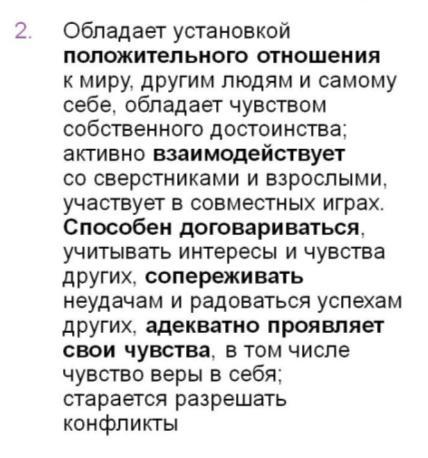 2. Обладает установкой
положительного отношения
к миру, другим людям и самому
себе, обладает чувством
собственного достоинства;
активно взаимодействует
со сверстниками и взрослыми,
участвует в совместных играх.
Способен договариваться,
учитывать интересы и чувства
других, сопереживать
неудачам и радоваться успехам
других, адекватно проявляет
свои чувства, в том числе
чувство веры в себя;
старается разрешать
конфликты